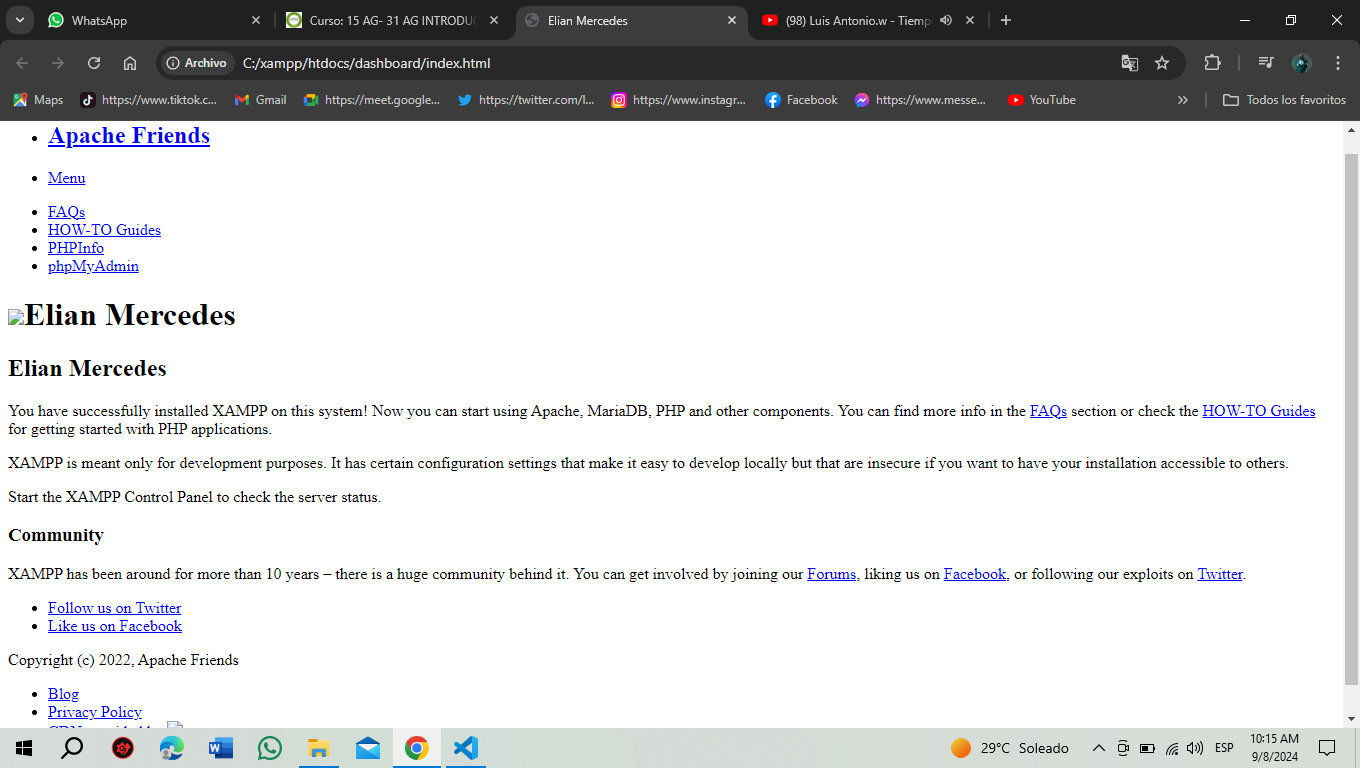 WhatsApp
Curso: 15 AG- 31 AG INTRODUC
Elian Mercedes
(98) Luis Antonio.w - Tiemp
Archivo
C:/xampp/htdocs/dashboard/index.html
Maps
https://www.tiktok.c...
Gmail
https://meet.google...
https://twitter.com/l...
https://www.instagr...
Facebook
https://www.messe...
YouTube
Todos los favoritos
Apache Friends
Menu
FAQs
HOW-TO Guides
PHPInfo
phpMyAdmin
Elian Mercedes
Elian Mercedes
You have successfully installed XAMPP on this system! Now you can start using Apache, MariaDB, PHP and other components. You can find more info in the FAQs section or check the HOW-TO Guides
for getting started with PHP applications.
XAMPP is meant only for development purposes. It has certain configuration settings that make it easy to develop locally but that are insecure if you want to have your installation accessible to others.
Start the XAMPP Control Panel to check the server status.
Community
XAMPP has been around for more than 10 years – there is a huge community behind it. You can get involved by joining our Forums, liking us on Facebook, or following our exploits on Twitter.
Follow us on Twitter
Like us on Facebook
Copyright (c) 2022, Apache Friends
Blog
Privacy Policy
29°C Soleado
ESP
10:15 AM
9/8/2024